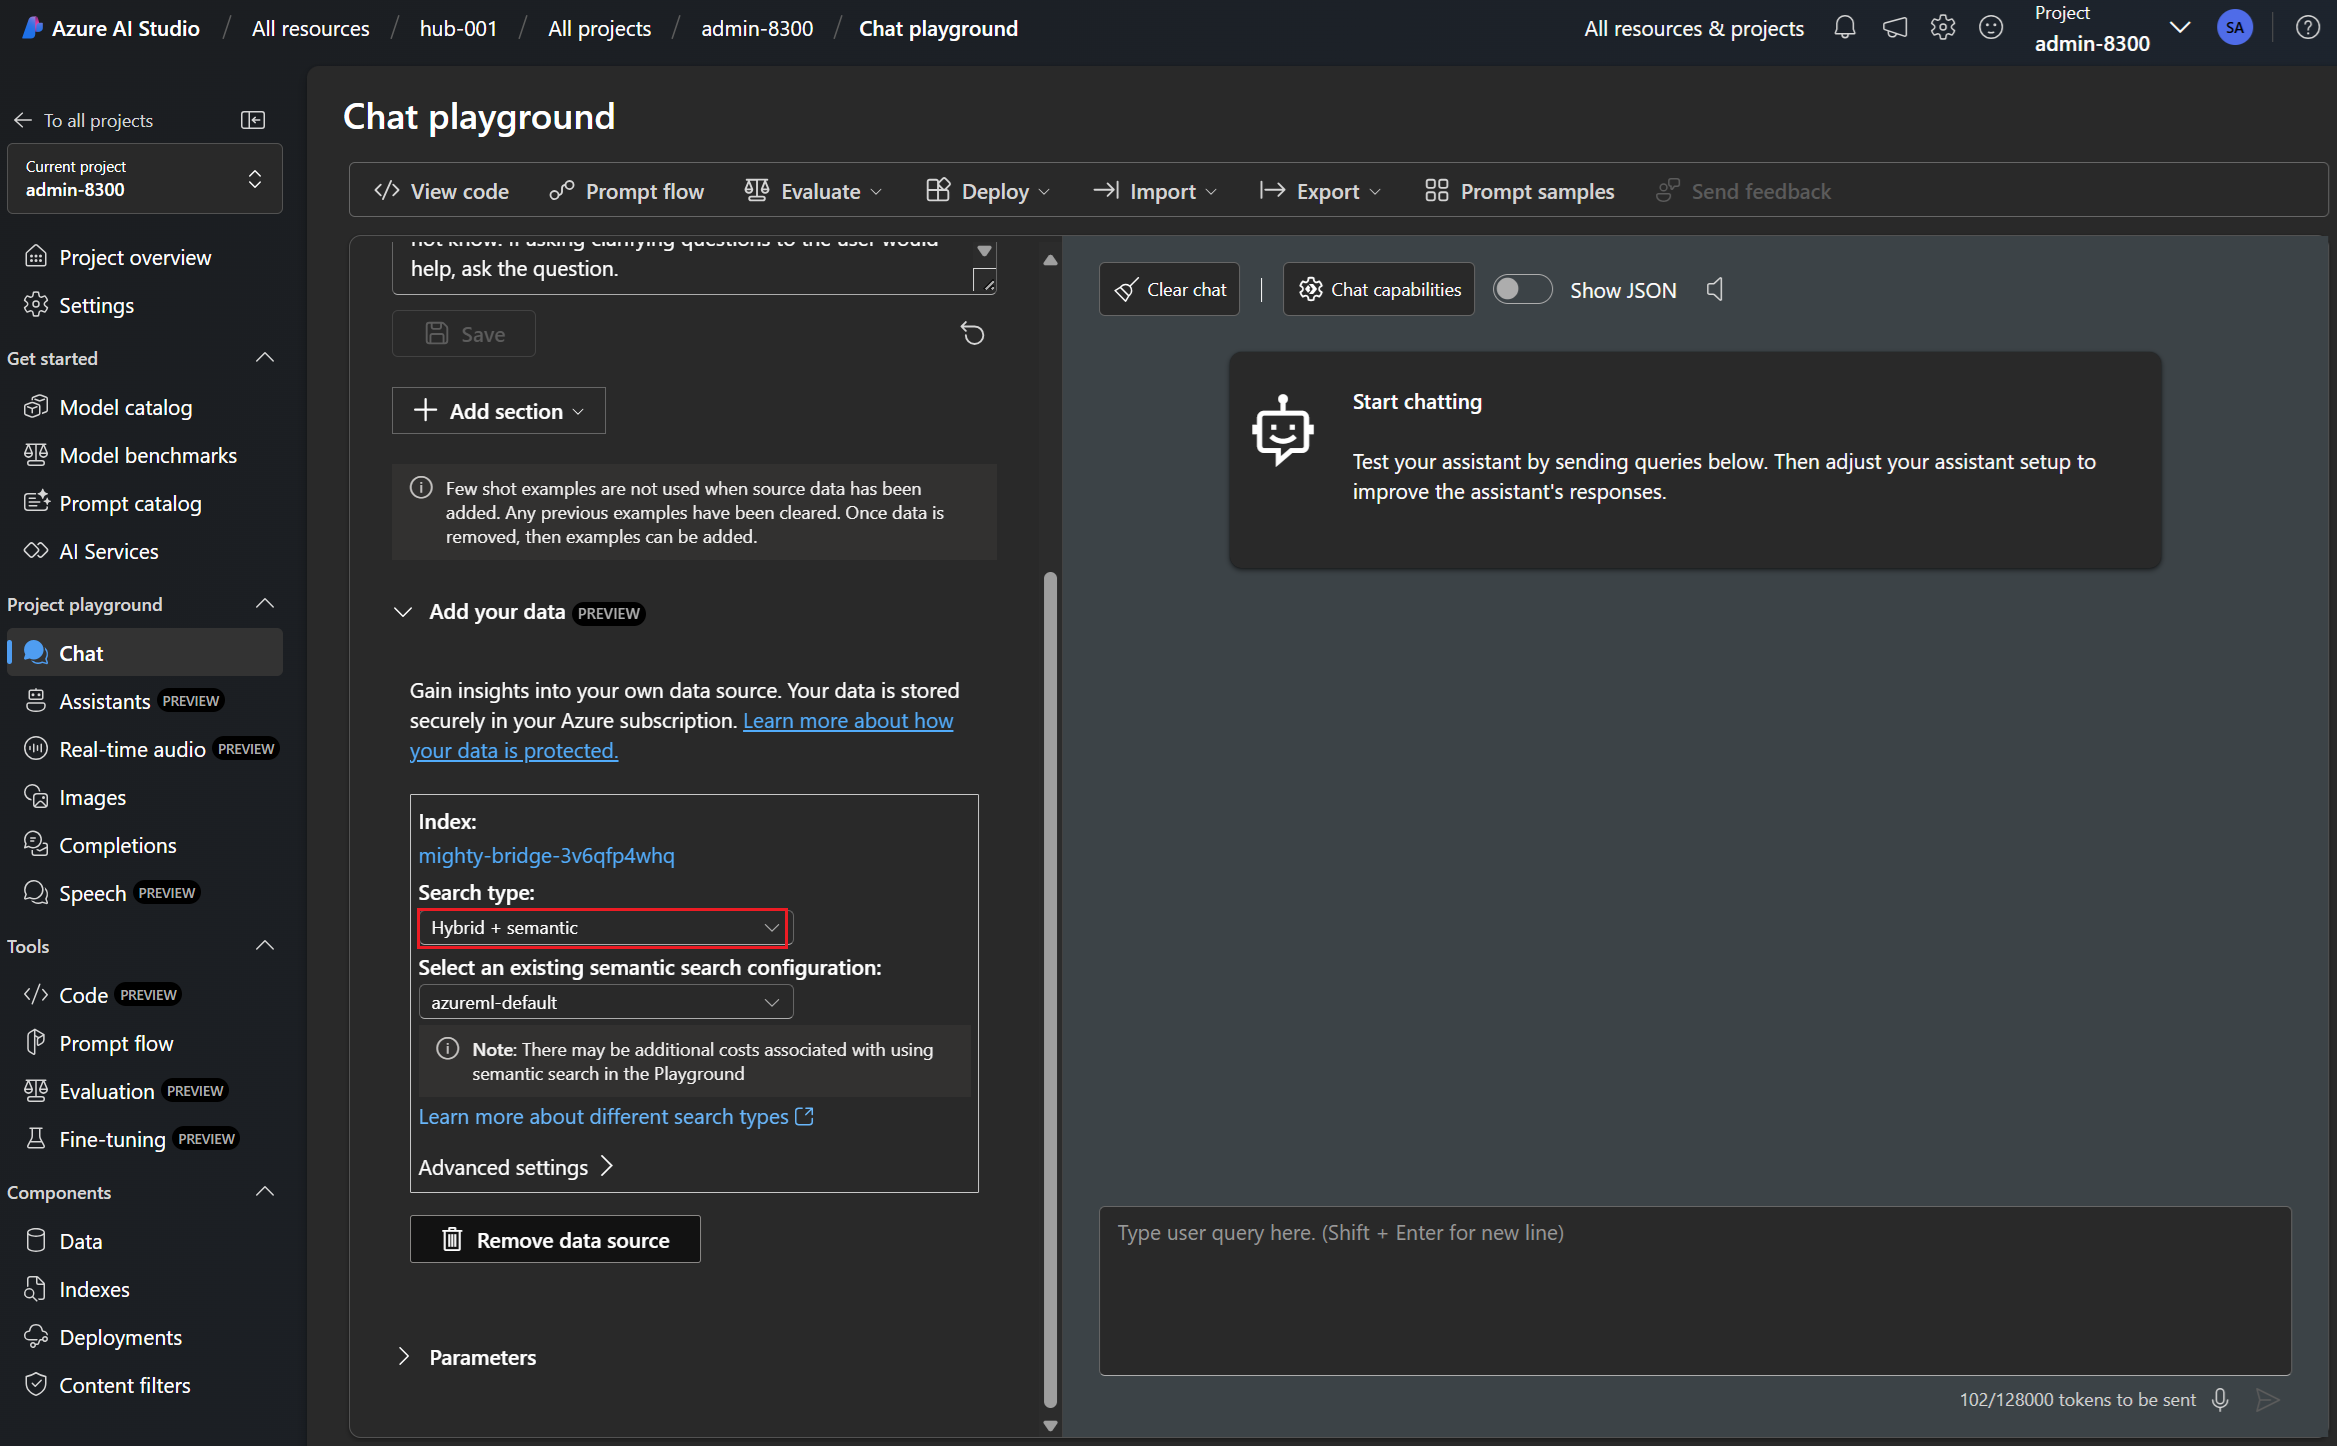 Azure AI Studio / All resources / hub-001 / All projects / admin-8300 / Chat playground
All resources & projects
Project
admin-8300
SA
To all projects
Current project
admin-8300
Project overview
Settings
Get started
Model catalog
Model benchmarks
Prompt catalog
AI Services
Project playground
Chat
Assistants PREVIEW
Real-time audio PREVIEW
Images
Completions
Speech PREVIEW
Tools
Code PREVIEW
Prompt flow
Evaluation PREVIEW
Fine-tuning PREVIEW
Components
Data
Indexes
Deployments
Content filters
Chat playground
View code
Prompt flow
Evaluate
Deploy
Import
Export
Prompt samples
Send feedback
not know. If asking clarifying questions to the user would
help, ask the question.
Save
Add section
Few shot examples are not used when source data has been
added. Any previous examples have been cleared. Once data is
removed, then examples can be added.
Add your data PREVIEW
Gain insights into your own data source. Your data is stored
securely in your Azure subscription. Learn more about how
your data is protected.
Index:
mighty-bridge-3v6qfp4whq
Search type:
Hybrid + semantic
Select an existing semantic search configuration:
azureml-default
Note: There may be additional costs associated with using
semantic search in the Playground
Learn more about different search types
Advanced settings
Remove data source
Parameters
Clear chat
Chat capabilities
Show JSON
Start chatting
Test your assistant by sending queries below. Then adjust your assistant setup to
improve the assistant's responses.
Type user query here. (Shift + Enter for new line)
102/128000 tokens to be sent